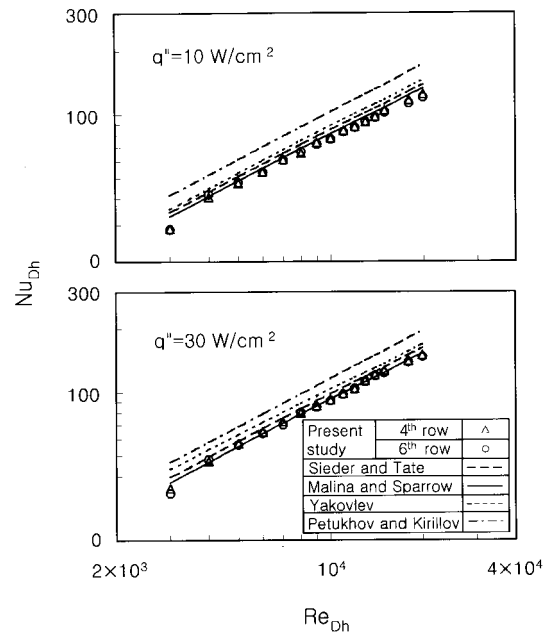 300
q"=10 W/cm²
100
0
Nu_Dh
300
q"=30 W/cm²
100
Present study
4th row
△
6th row
○
Sieder and Tate
Malina and Sparrow
Yakovlev
Petukhov and Kirillov
0
2×10³
10⁴
4×10⁴
Re_Dh